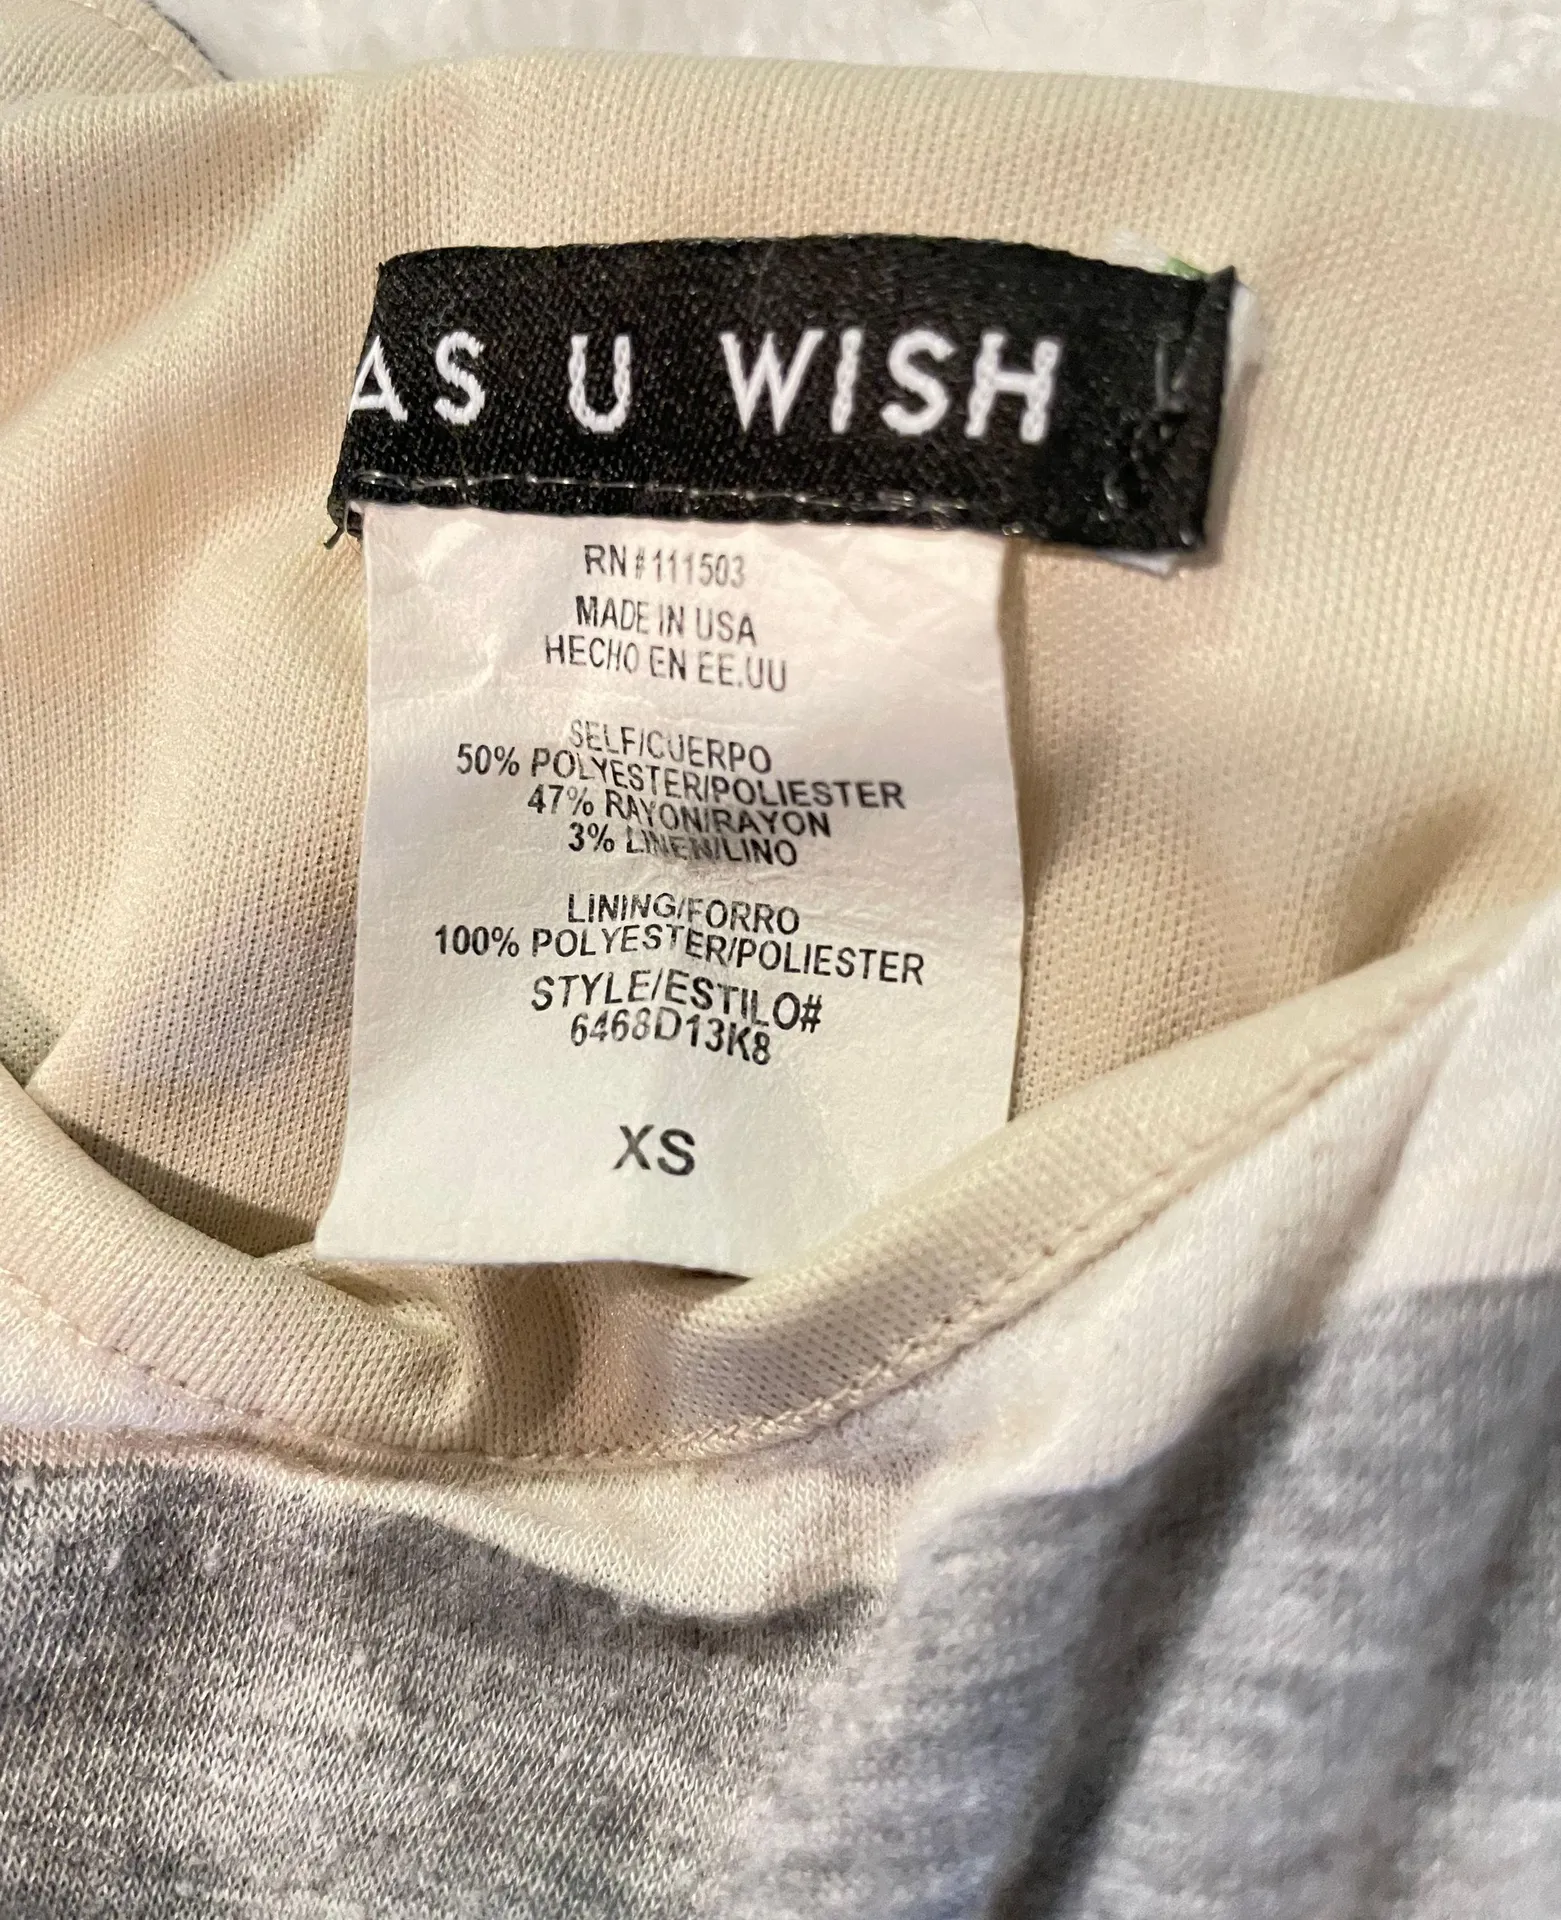 AS U WISH
RN#111503
MADE IN USA
HECHO EN EE.UU
SELF/CUERPO
50% POLYESTER/POLIESTER
47% RAYON/RAYON
3% LINEN/LINO
LINING/FORRO
100% POLYESTER/POLIESTER
STYLE/ESTILO#
6468D13K8
XS